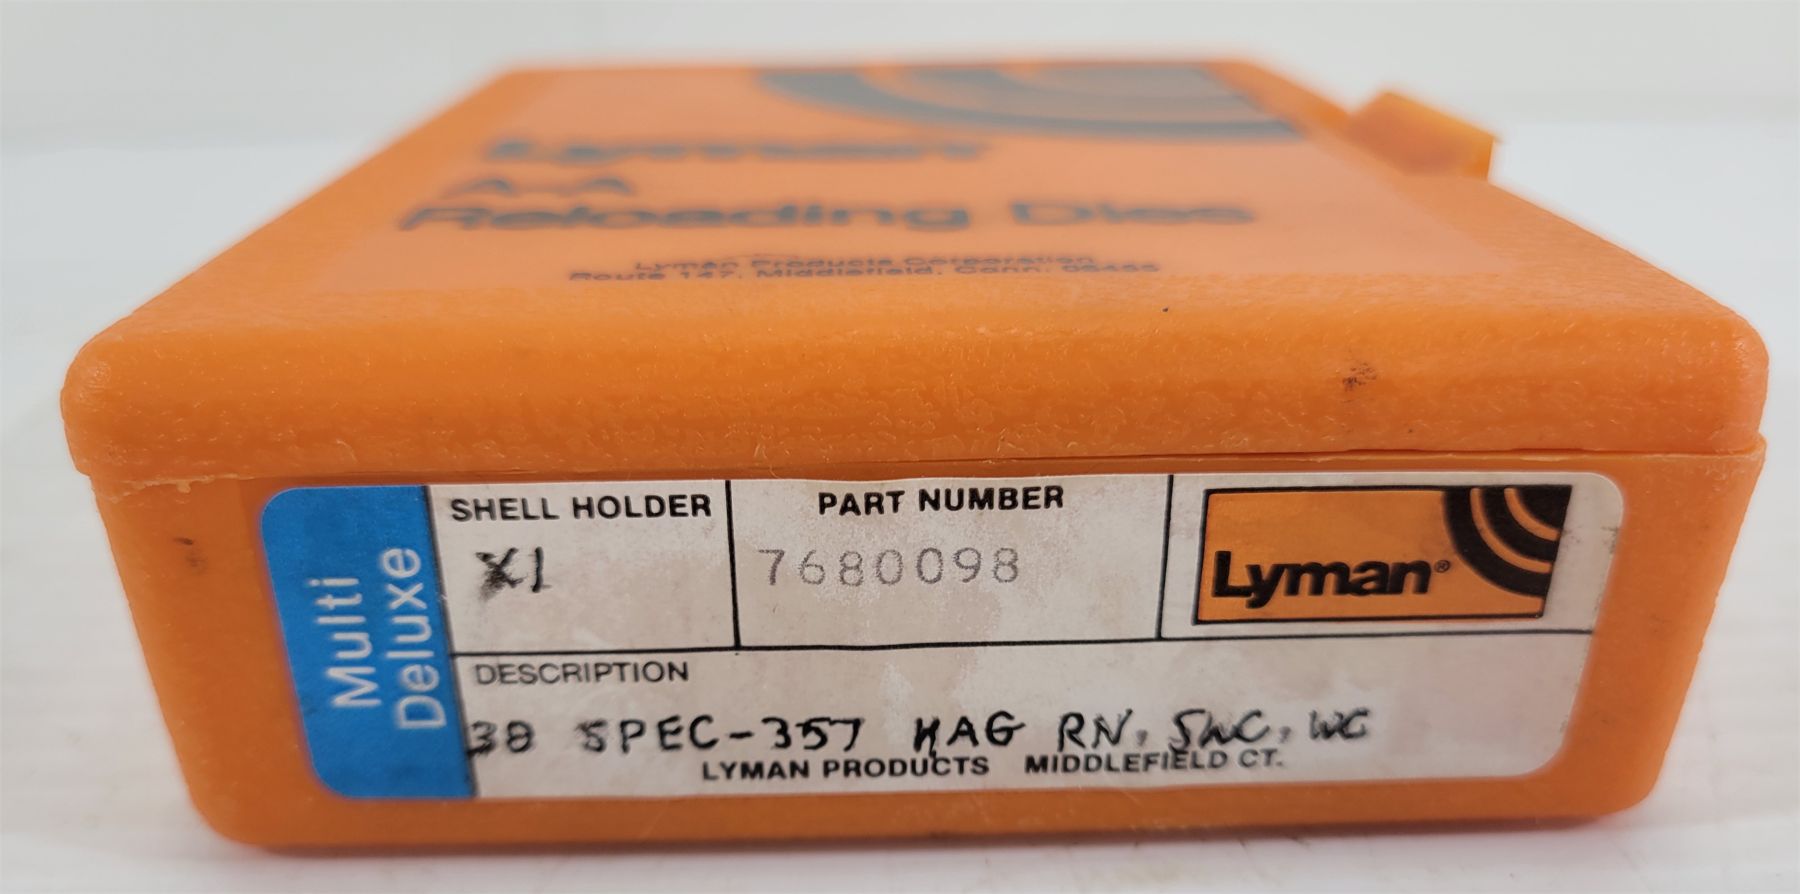 Lyman
A-A
Reloading Dies
Lyman Products Corporation
Route 147, Middlefield, Conn. 06455
Multi
Deluxe
SHELL HOLDER
X1
PART NUMBER
7680098
Lyman®
DESCRIPTION
38 SPEC-357 MAG RN, SWC, WC
LYMAN PRODUCTS MIDDLEFIELD CT.